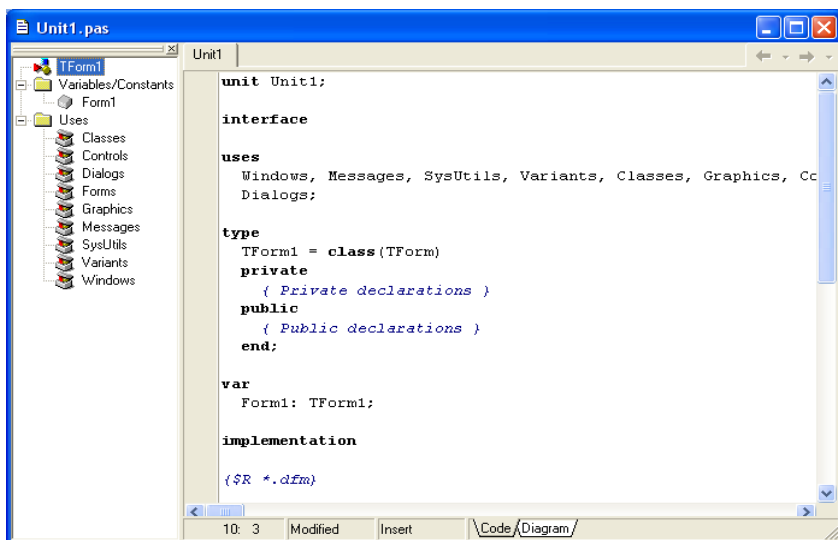 Unit1.pas
TForm1
Variables/Constants
Form1
Uses
Classes
Controls
Dialogs
Forms
Graphics
Messages
SysUtils
Variants
Windows
Unit1
unit Unit1;
interface
uses
Windows, Messages, SysUtils, Variants, Classes, Graphics, Co
Dialogs;
type
TForm1 = class(TForm)
private
{ Private declarations }
public
{ Public declarations }
end;
var
Form1: TForm1;
implementation
{$R *.dfm}
10: 3 Modified Insert Code Diagram